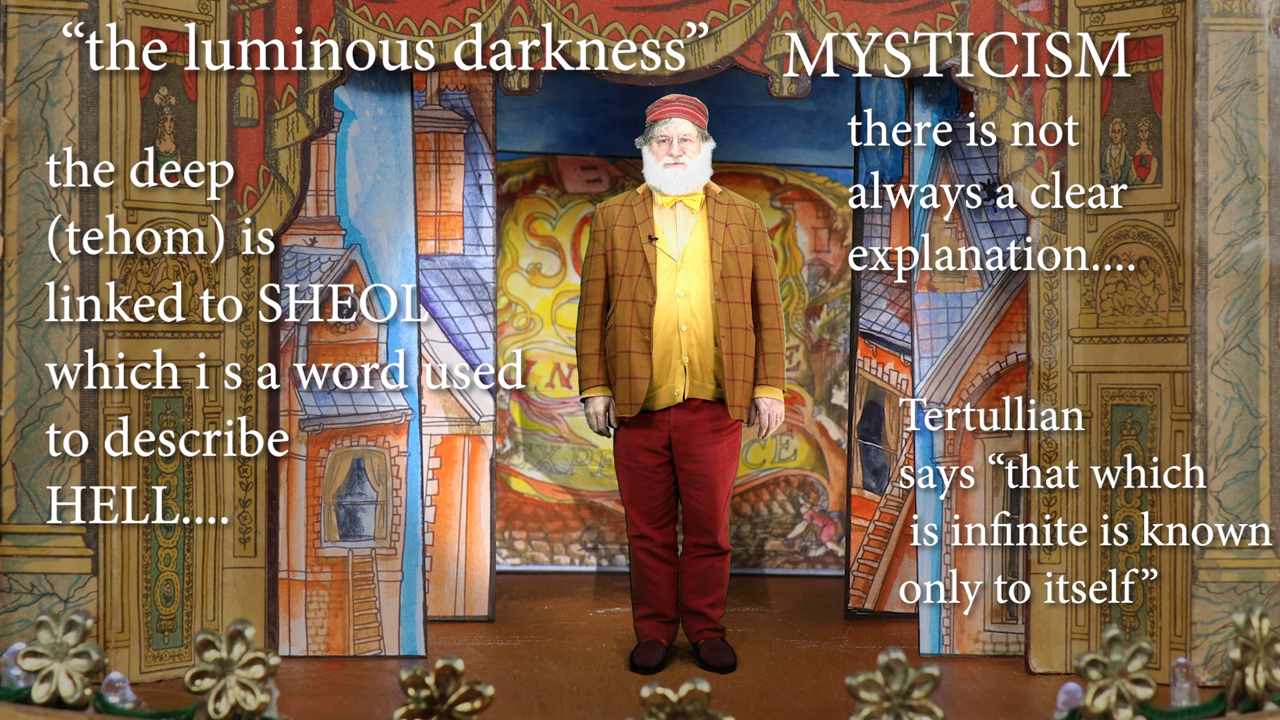 “the luminous darkness”
the deep
(tehom) is
linked to SHEOL
which i s a word used
to describe
HELL....
MYSTICISM
there is not
always a clear
explanation....
Tertullian
says “that which
is infinite is known
only to itself”